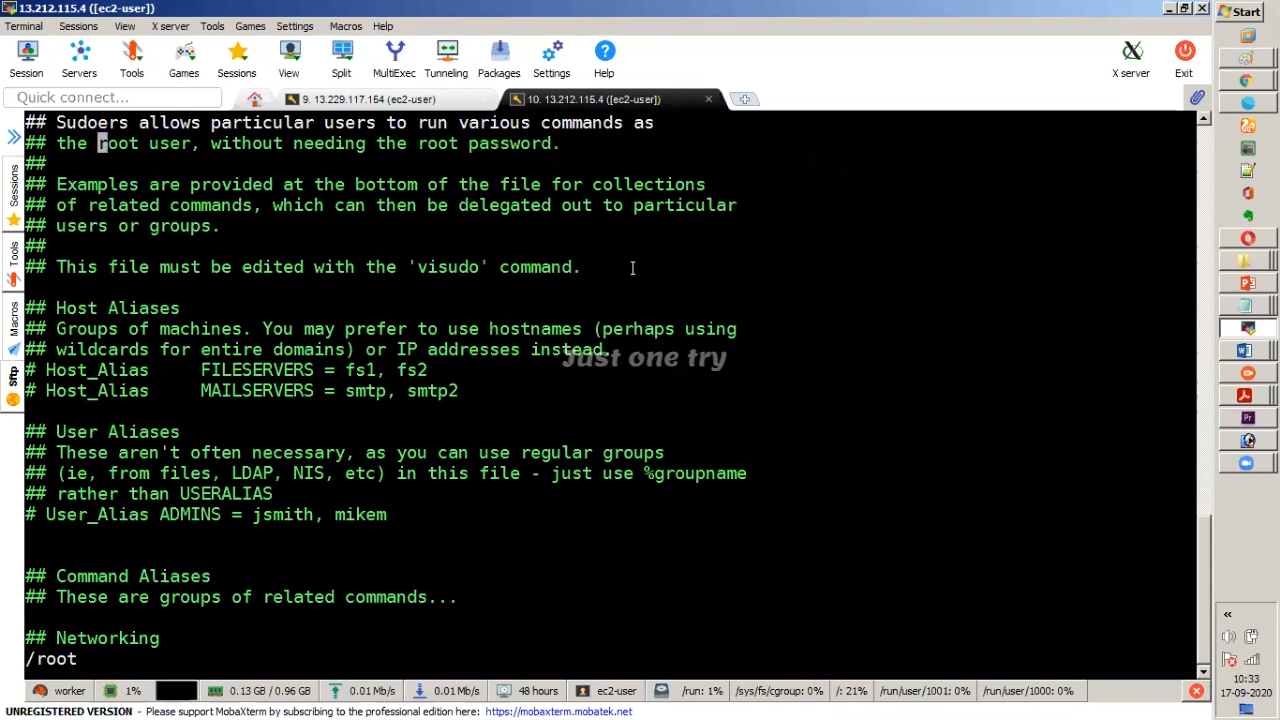 13.212.115.4 ([ec2-user])
Terminal Sessions View X server Tools Games Settings Macros Help
Session Servers Tools Games Sessions View Split MultiExec Tunneling Packages Settings Help X server Exit
Start
Quick connect...
9. 13.229.117.154 (ec2-user)
10. 13.212.115.4 ([ec2-user])
Sessions
Tools
Macros
Sftp
## Sudoers allows particular users to run various commands as
## the root user, without needing the root password.
##
## Examples are provided at the bottom of the file for collections
## of related commands, which can then be delegated out to particular
## users or groups.
##
## This file must be edited with the 'visudo' command.
## Host Aliases
## Groups of machines. You may prefer to use hostnames (perhaps using
## wildcards for entire domains) or IP addresses instead.
Just one try
# Host_Alias     FILESERVERS = fs1, fs2
# Host_Alias     MAILSERVERS = smtp, smtp2
## User Aliases
## These aren't often necessary, as you can use regular groups
## (ie, from files, LDAP, NIS, etc) in this file - just use %groupname
## rather than USERALIAS
# User_Alias ADMINS = jsmith, mikem
## Command Aliases
## These are groups of related commands...
## Networking
/root
worker 1% 0.13 GB / 0.96 GB 0.01 Mb/s 0.01 Mb/s 48 hours ec2-user /run: 1% /sys/fs/cgroup: 0% /: 21% /run/user/1001: 0% /run/user/1000: 0%
UNREGISTERED VERSION - Please support MobaXterm by subscribing to the professional edition here: https://mobaxterm.mobatek.net
10:33
17-09-2020